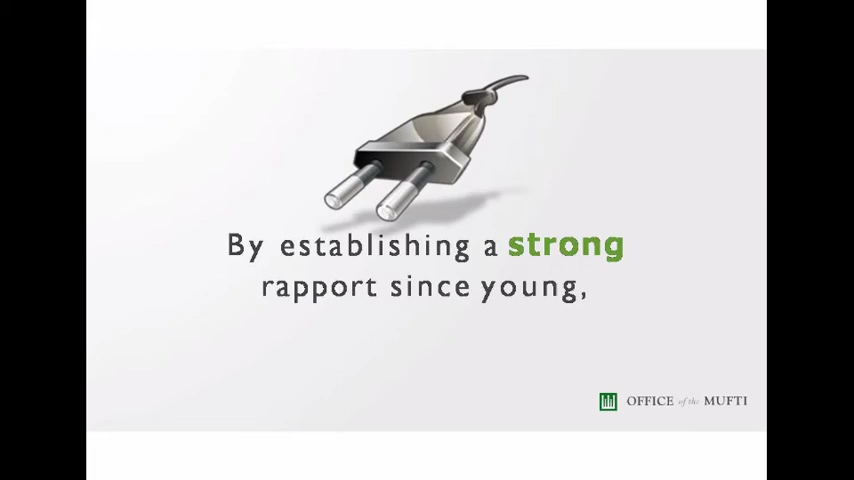 By establishing a strong
rapport since young,
OFFICE of the MUFTI